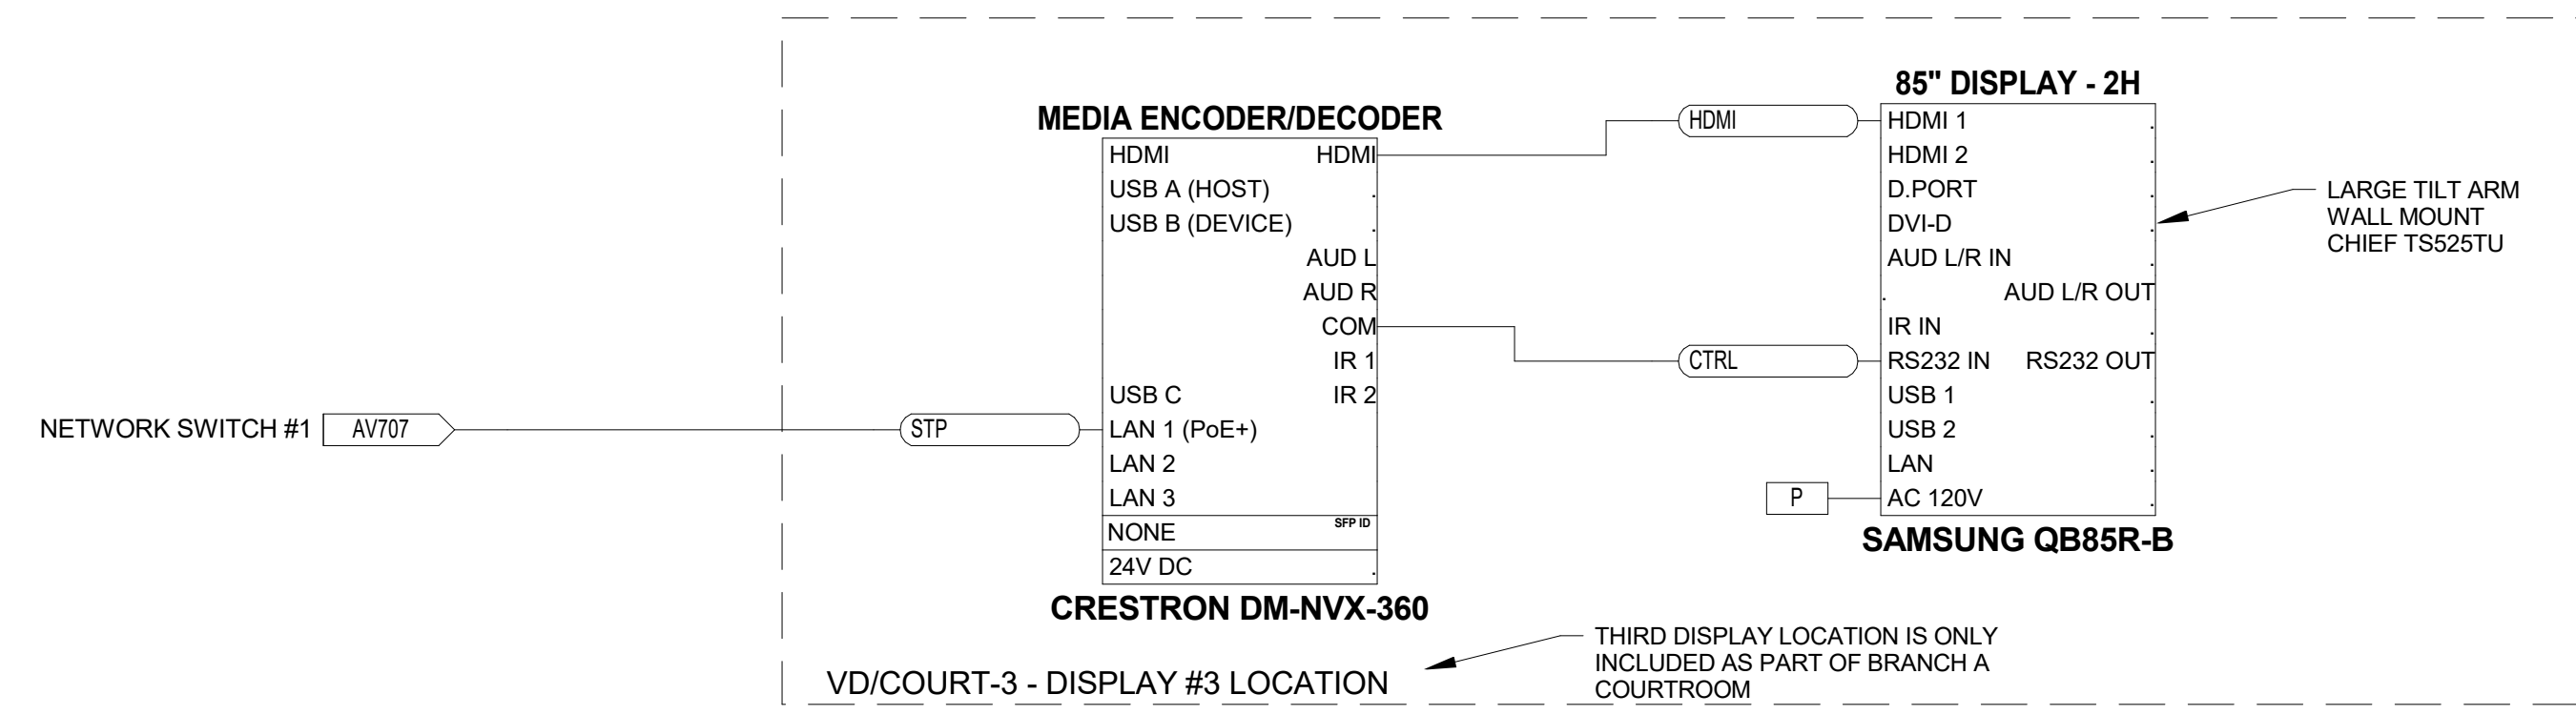 85" DISPLAY - 2H
MEDIA ENCODER/DECODER
HDMI
HDMI 1
HDMI HDMI
HDMI 2
USB A (HOST)
D.PORT
LARGE TILT ARM
WALL MOUNT
CHIEF TS525TU
USB B (DEVICE)
DVI-D
AUD L
AUD L/R IN
AUD R
AUD L/R OUT
COM
IR IN
IR 1
CTRL
RS232 IN RS232 OUT
USB C IR 2
USB 1
NETWORK SWITCH #1 AV707
STP
LAN 1 (PoE+)
USB 2
LAN 2
LAN
LAN 3
P
AC 120V
NONE SFP ID
SAMSUNG QB85R-B
24V DC
CRESTRON DM-NVX-360
THIRD DISPLAY LOCATION IS ONLY
INCLUDED AS PART OF BRANCH A
COURTROOM
VD/COURT-3 - DISPLAY #3 LOCATION